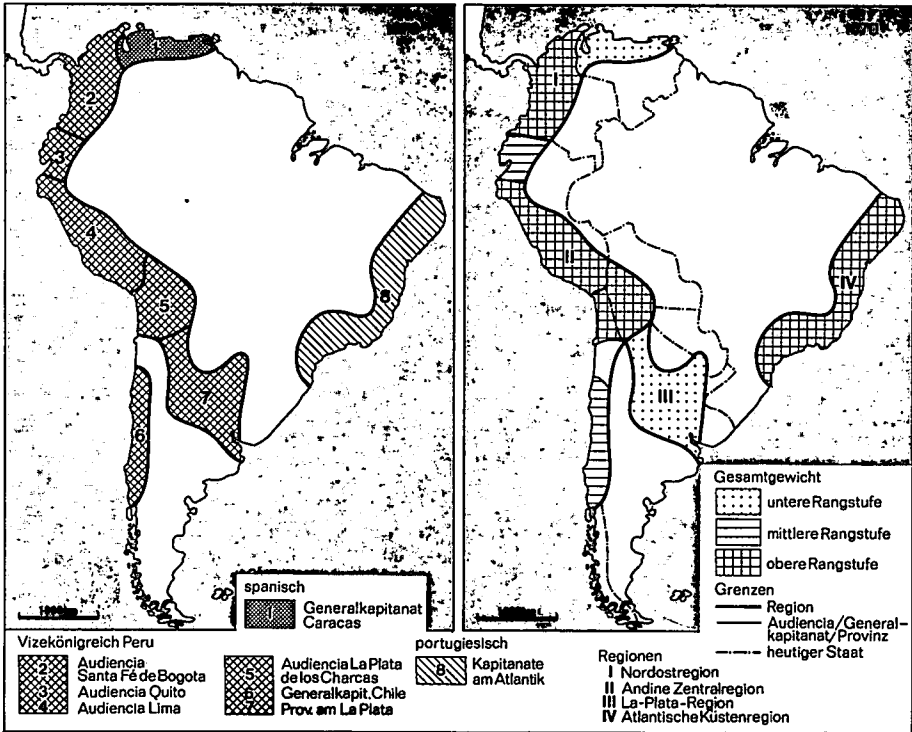 1
2
3
4
5
6
7
8
spanisch
1 Generalkapitanat
Caracas
Vizekönigreich Peru
2 Audiencia
Santa Fé de Bogota
3 Audiencia Quito
4 Audiencia Lima
5 Audiencia La Plata
de los Charcas
6 Generalkapit. Chile
7 Prov. am La Plata
portugiesisch
8 Kapitanate
am Atlantik
I
II
III
IV
Gesamtgewicht
untere Rangstufe
mittlere Rangstufe
obere Rangstufe
Grenzen
Region
Audiencia/General-
kapitanat/Provinz
heutiger Staat
Regionen
I Nordostregion
II Andine Zentralregion
III La-Plata-Region
IV Atlantische Küstenregion